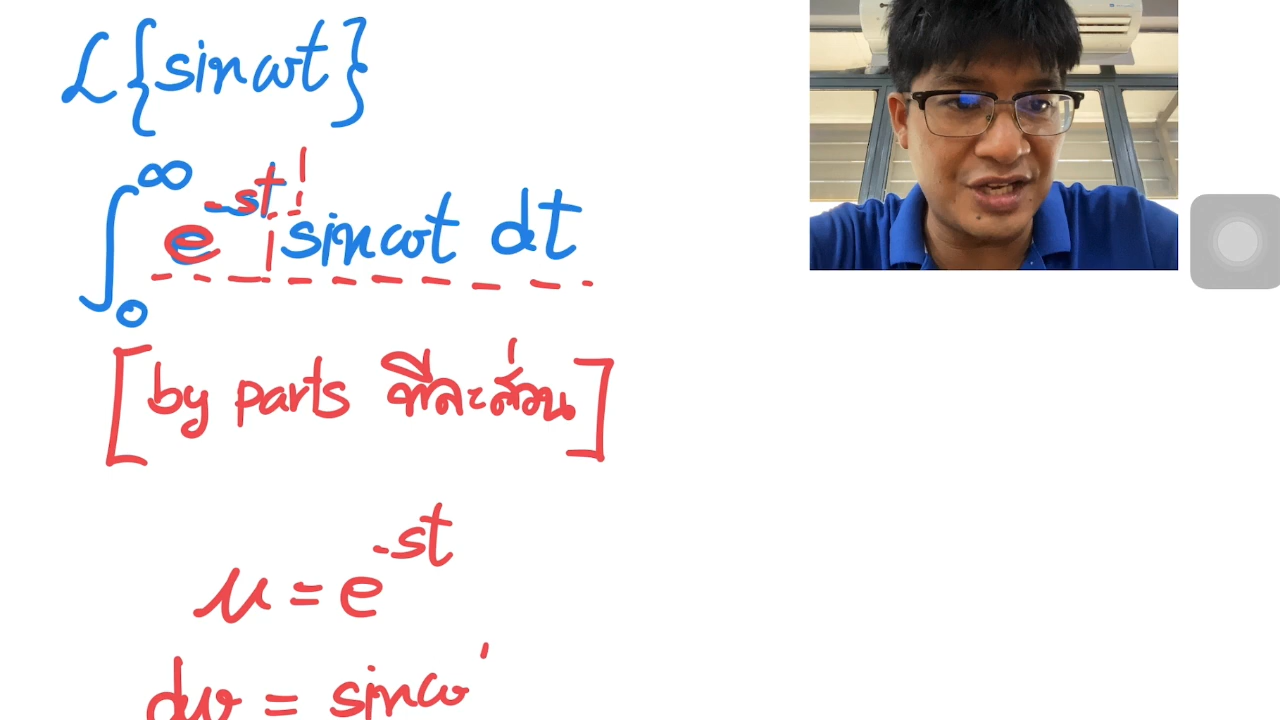 ℒ{sinωt}
∫₀^∞ e^{-st} sinωt dt
[by parts ทีละส่วน]
u = e^{-st}
dv = sinω